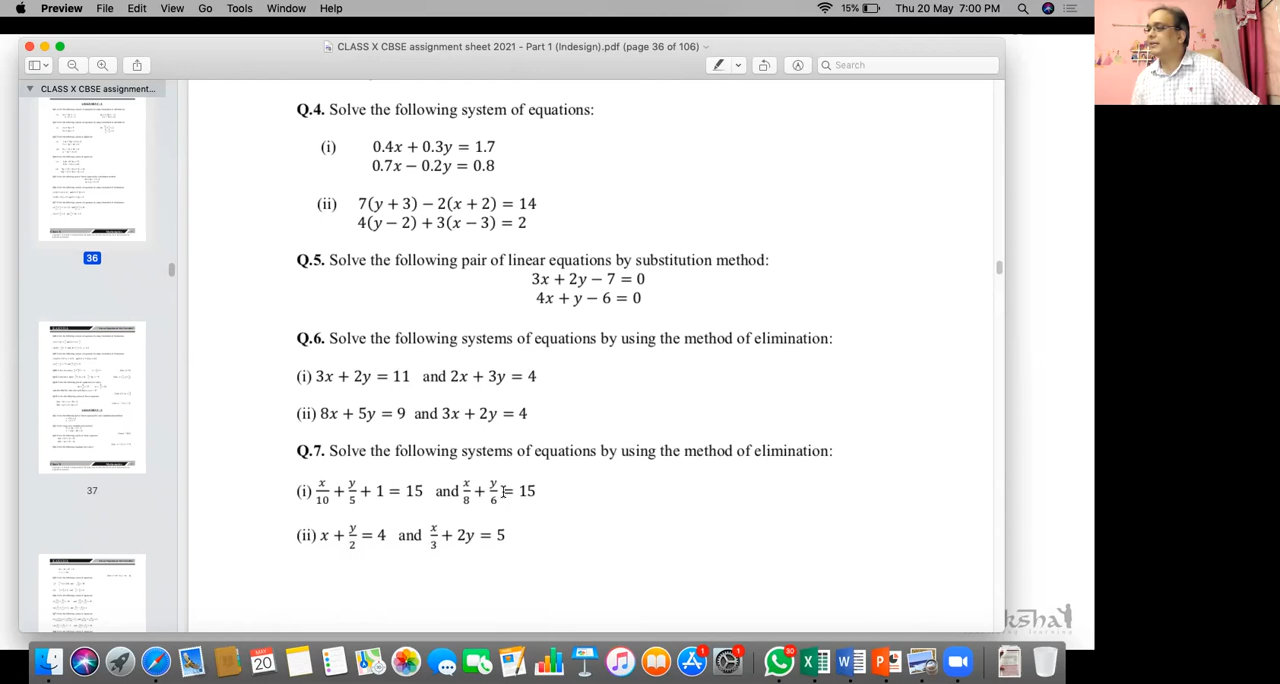 Preview File Edit View Go Tools Window Help 15% Thu 20 May 7:00 PM
CLASS X CBSE assignment sheet 2021 - Part 1 (Indesign).pdf (page 36 of 106)
Search
CLASS X CBSE assignment...
36
37
Q.4. Solve the following system of equations:
(i) 0.4x + 0.3y = 1.7
0.7x − 0.2y = 0.8
(ii) 7(y + 3) − 2(x + 2) = 14
4(y − 2) + 3(x − 3) = 2
Q.5. Solve the following pair of linear equations by substitution method:
3x + 2y − 7 = 0
4x + y − 6 = 0
Q.6. Solve the following systems of equations by using the method of elimination:
(i) 3x + 2y = 11 and 2x + 3y = 4
(ii) 8x + 5y = 9 and 3x + 2y = 4
Q.7. Solve the following systems of equations by using the method of elimination:
(i) x/10 + y/5 + 1 = 15 and x/8 + y/6 = 15
(ii) x + y/2 = 4 and x/3 + 2y = 5
20
30
1
1